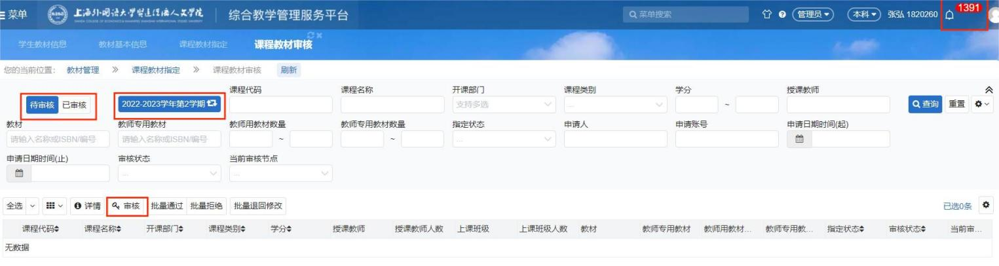 菜单 上海外国语大学贤达经济人文学院 综合教学管理服务平台 菜单搜索 管理员 本科 张弘 1820260 1391
学生教材信息 教材基本信息 课程教材指定 课程教材审核
您的当前位置: 教材管理 课程教材指定 课程教材审核 刷新
课程代码 课程名称 开课部门 课程类别 学分 授课教师
待审核 已审核 2022-2023学年第2学期 支持多选 ... ~ 查询 重置
教材 教师专用教材 教师用教材数量 教师专用教材数量 指定状态 申请人 申请账号 申请日期时间(起)
请输入名称或ISBN/编号 请输入名称或ISBN/编号 ~ ~ ...
申请日期时间(止) 审核状态 当前审核节点
... ...
全选 详情 审核 批量通过 批量拒绝 批量退回修改 已选0条
课程代码 课程名称 开课部门 课程类别 学分 授课教师 授课教师人数 上课班级 上课班级人数 教材 教师专用教材 教师用教材... 教师专用教... 指定状态 审核状态 当前审...
无数据